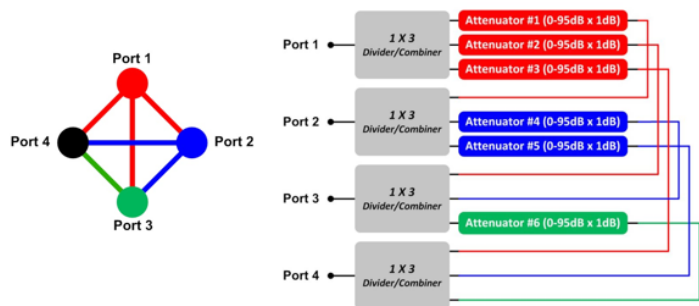 Port 1
Port 4
Port 2
Port 3
Port 1
1 X 3
Divider/Combiner
Attenuator #1 (0-95dB x 1dB)
Attenuator #2 (0-95dB x 1dB)
Attenuator #3 (0-95dB x 1dB)
Port 2
1 X 3
Divider/Combiner
Attenuator #4 (0-95dB x 1dB)
Attenuator #5 (0-95dB x 1dB)
Port 3
1 X 3
Divider/Combiner
Attenuator #6 (0-95dB x 1dB)
Port 4
1 X 3
Divider/Combiner